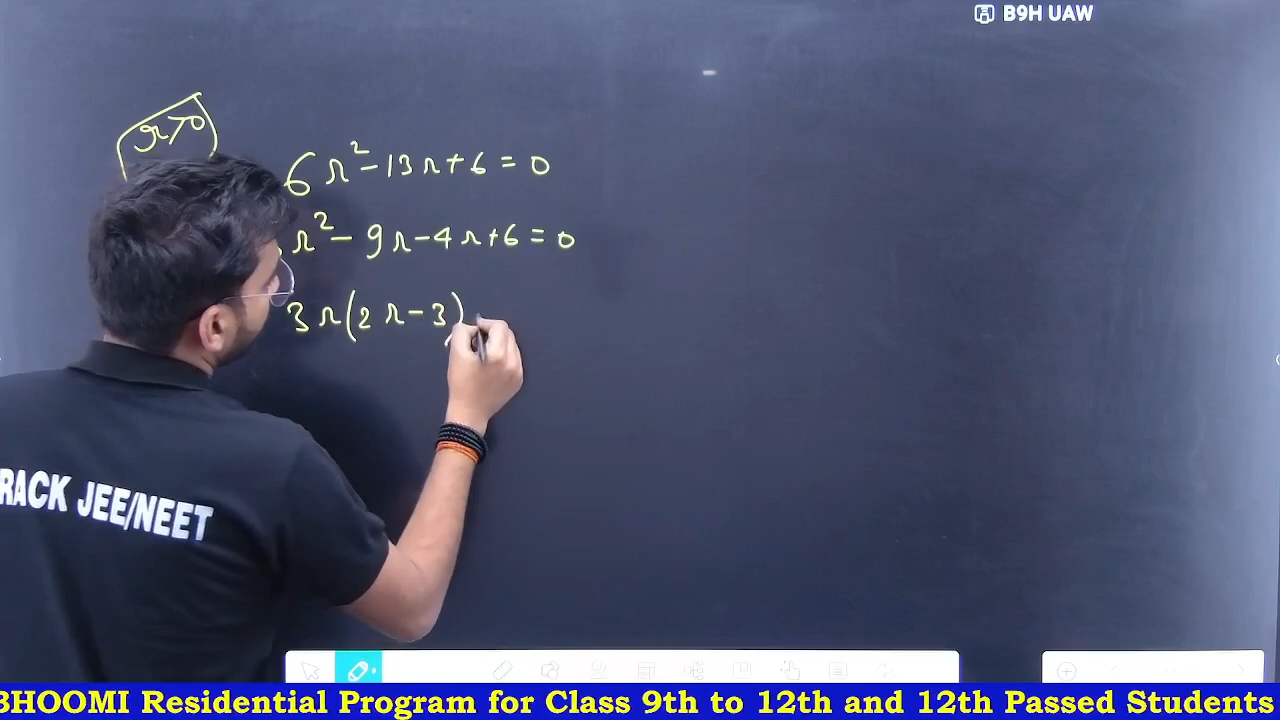 B9H UAW
r>0
6r²-13r+6=0
r²-9r-4r+6=0
3r(2r-3)
RACK JEE/NEET
BHOOMI Residential Program for Class 9th to 12th and 12th Passed Students